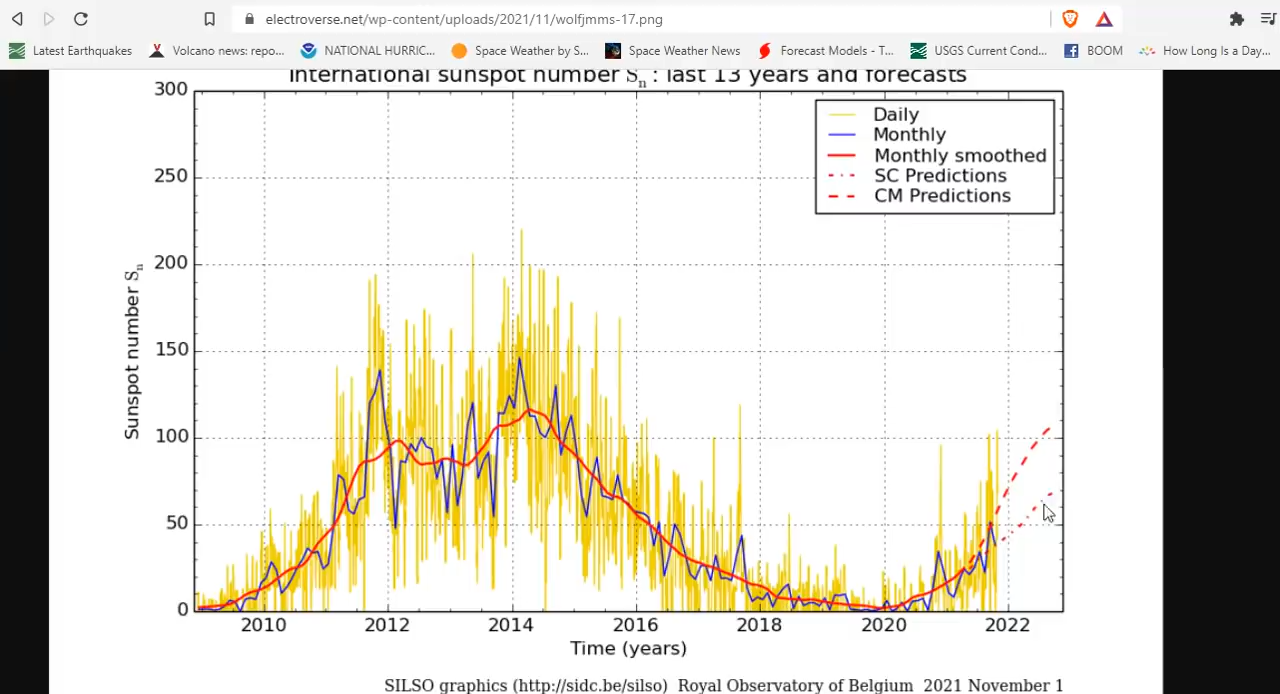 electroverse.net/wp-content/uploads/2021/11/wolfjmms-17.png
Latest Earthquakes Volcano news: repo... NATIONAL HURRIC... Space Weather by S... Space Weather News Forecast Models - T... USGS Current Cond... BOOM How Long Is a Day...
International sunspot number Sn : last 13 years and forecasts
300
250
200
150
100
50
0
Sunspot number Sn
Daily
Monthly
Monthly smoothed
SC Predictions
CM Predictions
2010 2012 2014 2016 2018 2020 2022
Time (years)
SILSO graphics (http://sidc.be/silso) Royal Observatory of Belgium 2021 November 1